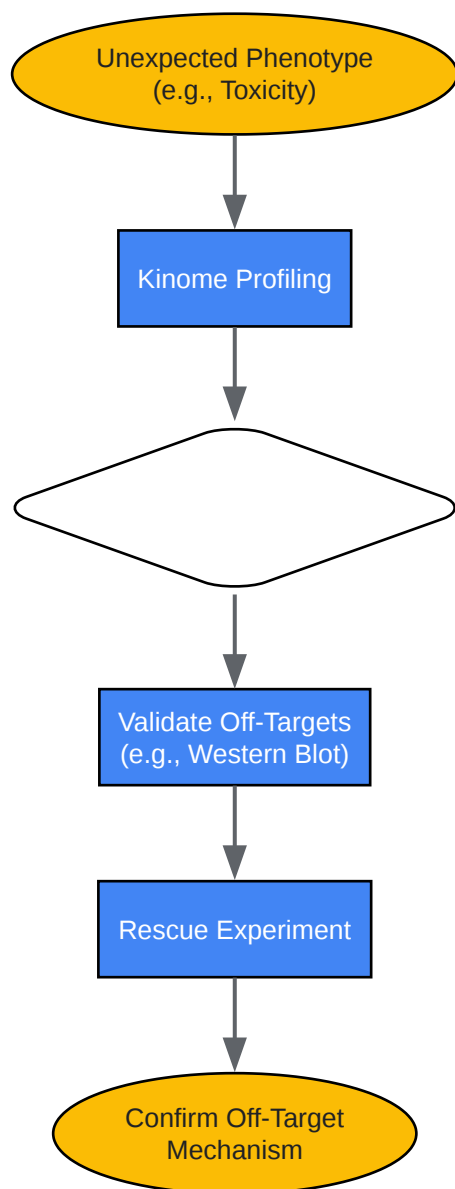 Unexpected Phenotype
(e.g., Toxicity)
Kinome Profiling
Validate Off-Targets
(e.g., Western Blot)
Rescue Experiment
Confirm Off-Target
Mechanism